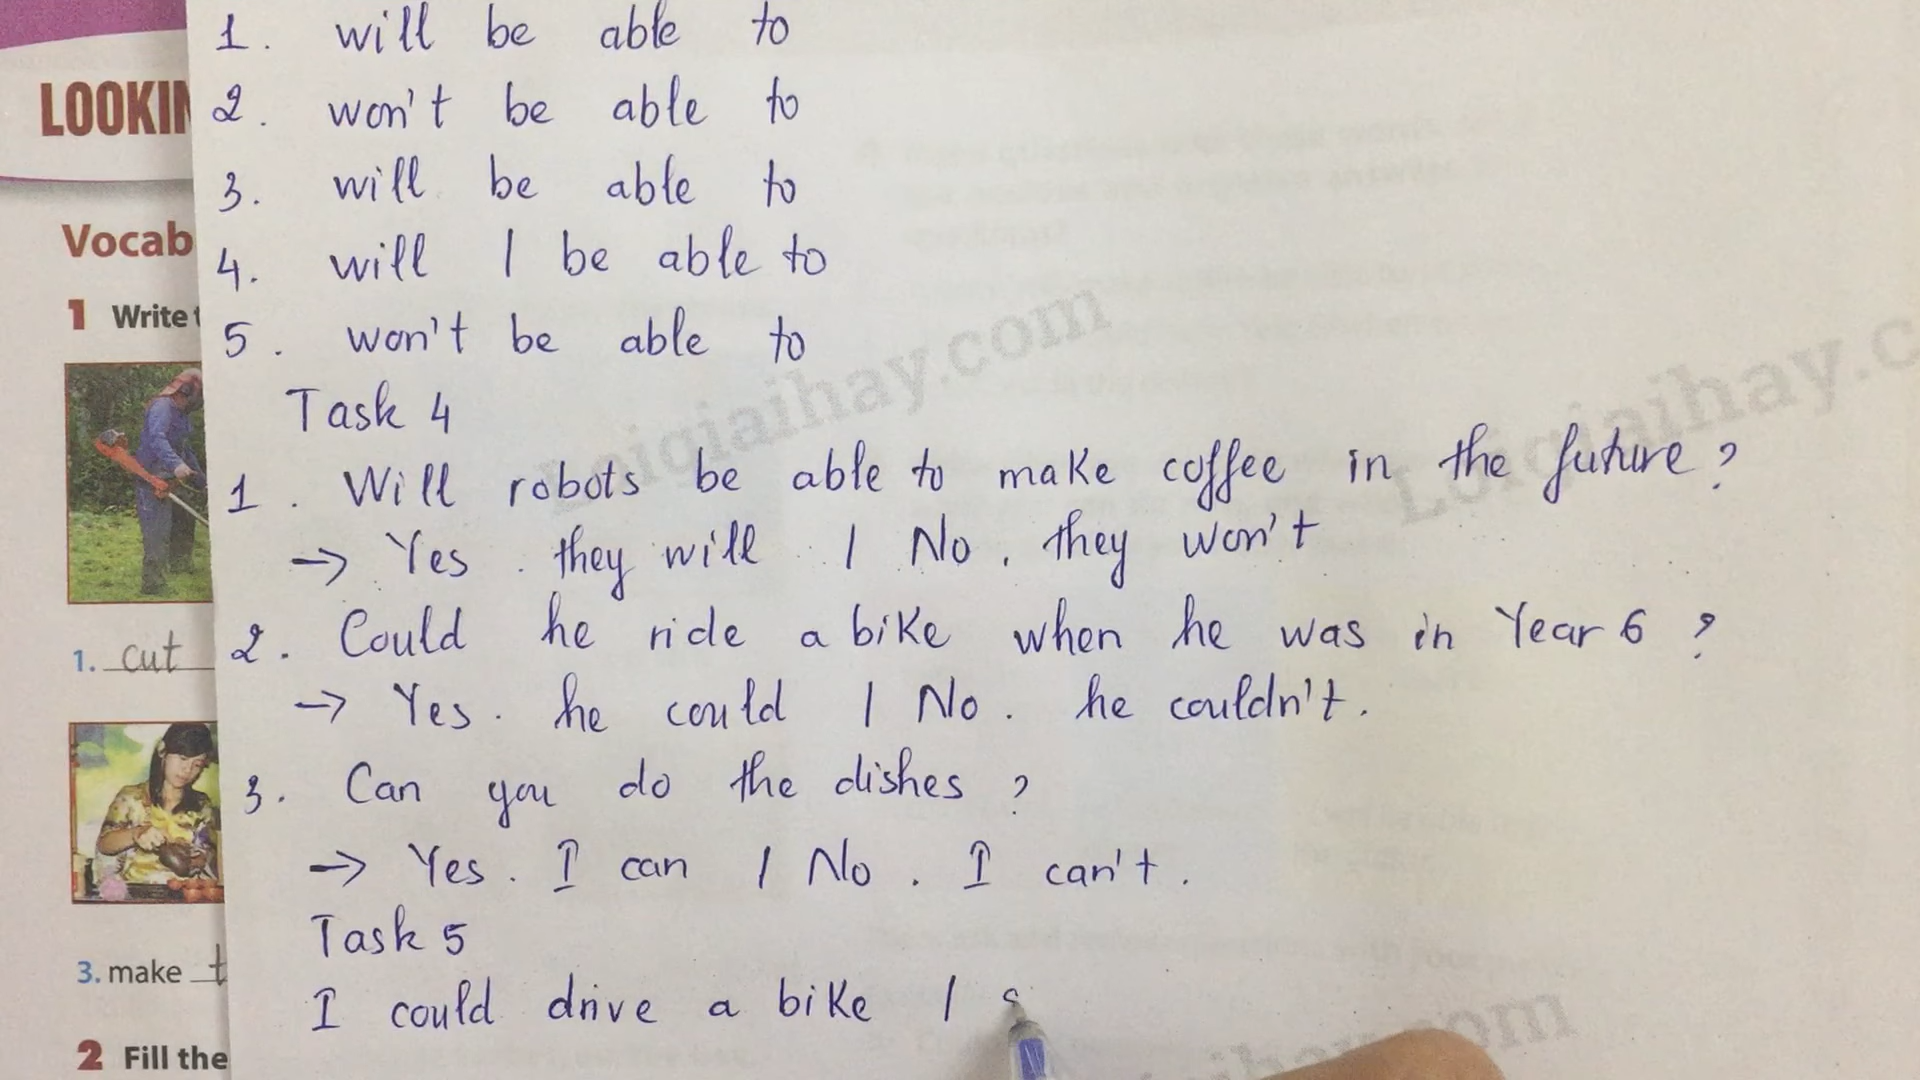 1. will be able to
2. won't be able to
3. will be able to
4. will I be able to
5. won't be able to
Task 4
1. Will robots be able to make coffee in the future?
→ Yes. they will / No, they won't
2. Could he ride a bike when he was in Year 6?
→ Yes. he could / No. he couldn't.
3. Can you do the dishes?
→ Yes. I can / No. I can't.
Task 5
I could drive a bike /
LOOKIN
Vocab
1 Write
1. cut
3. make t
2 Fill the
Loigiaihay.com
Loigiaihay.c